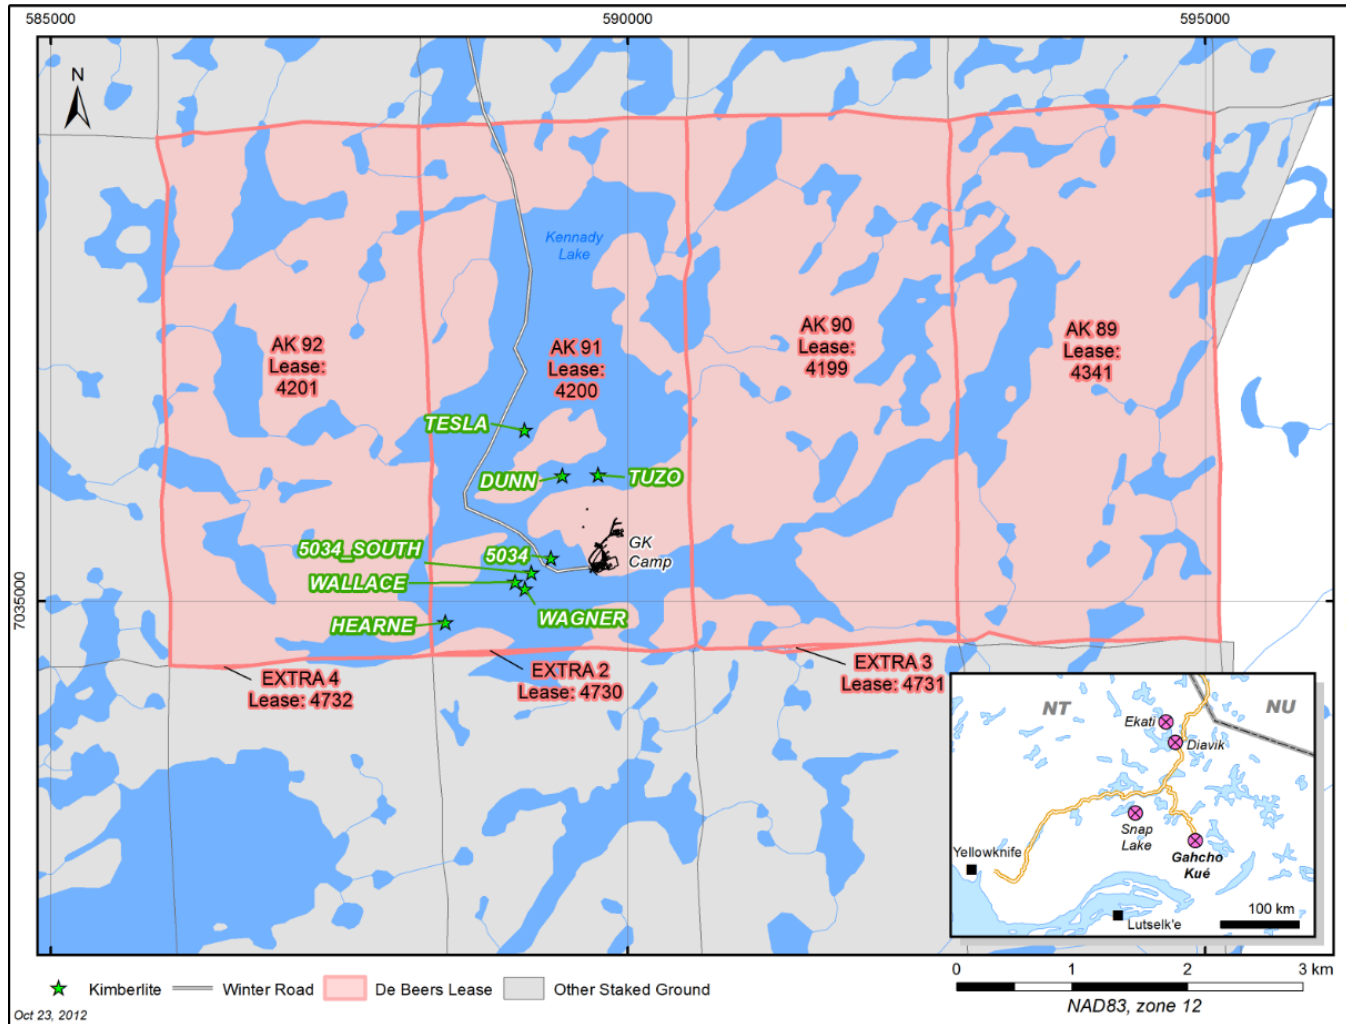 585000
590000
595000
N
Kennady
Lake
AK 92
Lease:
4201
AK 91
Lease:
4200
AK 90
Lease:
4199
AK 89
Lease:
4341
TESLA
DUNN
TUZO
5034_SOUTH
5034
GK
Camp
WALLACE
WAGNER
HEARNE
7035000
EXTRA 4
Lease: 4732
EXTRA 2
Lease: 4730
EXTRA 3
Lease: 4731
NT
NU
Ekati
Diavik
Snap
Lake
Gahcho
Kué
Yellowknife
Lutselk'e
100 km
Kimberlite
Winter Road
De Beers Lease
Other Staked Ground
0 1 2 3 km
NAD83, zone 12
Oct 23, 2012